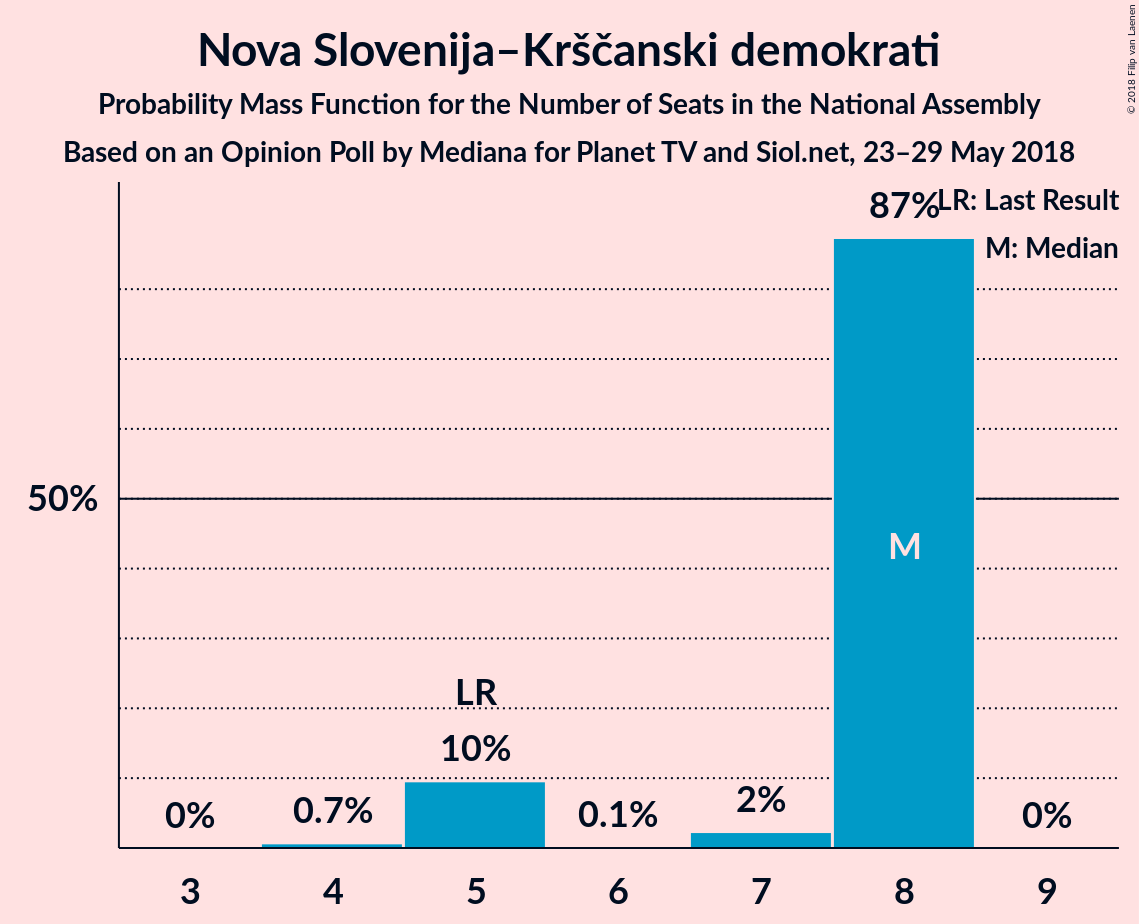 Nova Slovenija–Krščanski demokrati
Probability Mass Function for the Number of Seats in the National Assembly
Based on an Opinion Poll by Mediana for Planet TV and Siol.net, 23–29 May 2018
© 2018 Filip van Laenen
LR: Last Result
M: Median
87%
50%
M
LR
10%
0%
0.7%
0.1%
2%
0%
3 4 5 6 7 8 9